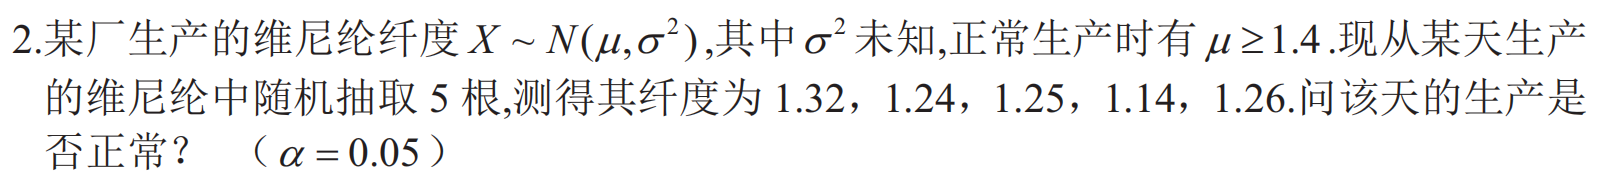 2.某厂生产的维尼纶纤度 X ~ N(μ,σ²),其中 σ² 未知,正常生产时有 μ ≥ 1.4.现从某天生产
的维尼纶中随机抽取 5 根,测得其纤度为 1.32，1.24，1.25，1.14，1.26.问该天的生产是
否正常？ （α = 0.05）